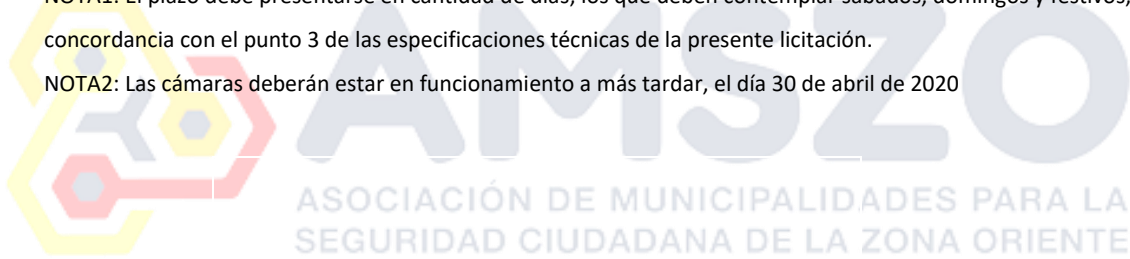 NOTA1: El plazo debe presentarse en cantidad de días, los que deben contemplar sábados, domingos y festivos,
concordancia con el punto 3 de las especificaciones técnicas de la presente licitación.
NOTA2: Las cámaras deberán estar en funcionamiento a más tardar, el día 30 de abril de 2020
AMSZO
ASOCIACIÓN DE MUNICIPALIDADES PARA LA
SEGURIDAD CIUDADANA DE LA ZONA ORIENTE